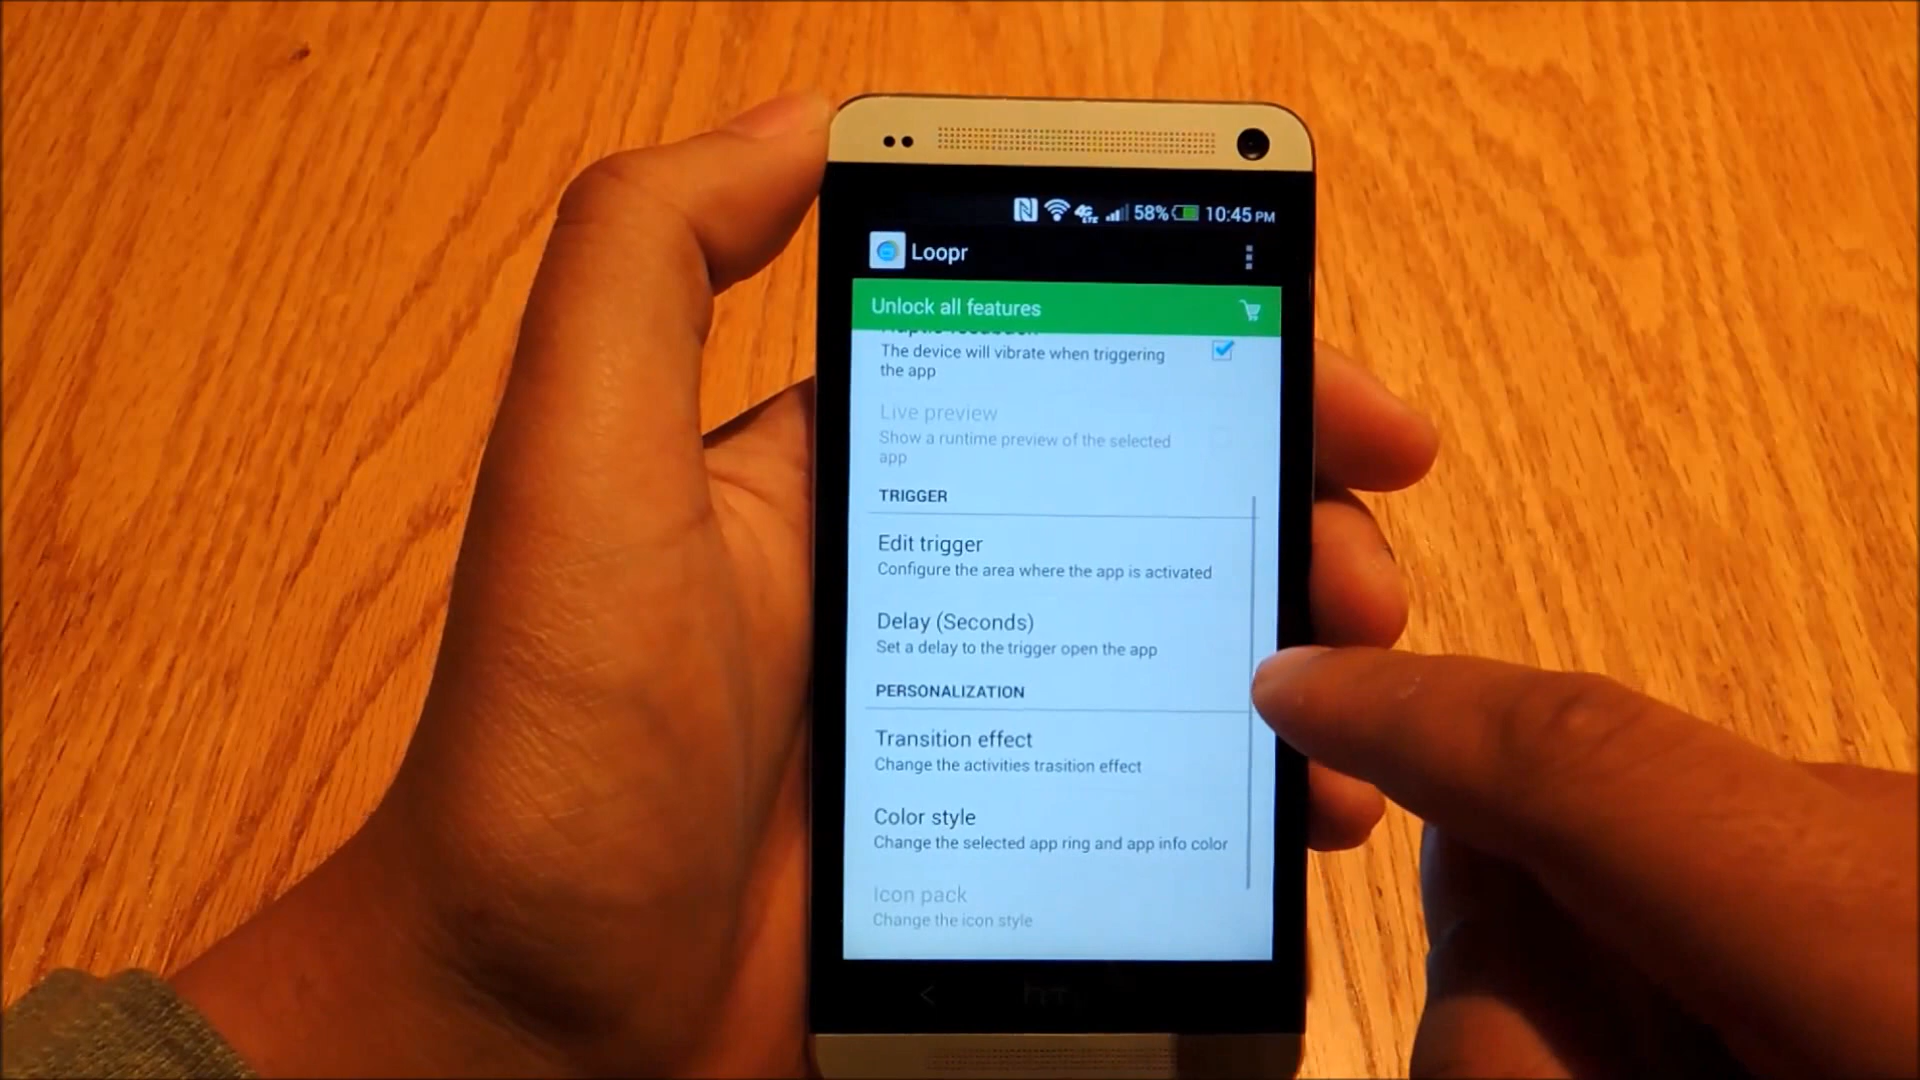 58% 10:45 PM
Loopr
Unlock all features
The device will vibrate when triggering
the app
Live preview
Show a runtime preview of the selected
app
TRIGGER
Edit trigger
Configure the area where the app is activated
Delay (Seconds)
Set a delay to the trigger open the app
PERSONALIZATION
Transition effect
Change the activities trasition effect
Color style
Change the selected app ring and app info color
Icon pack
Change the icon style